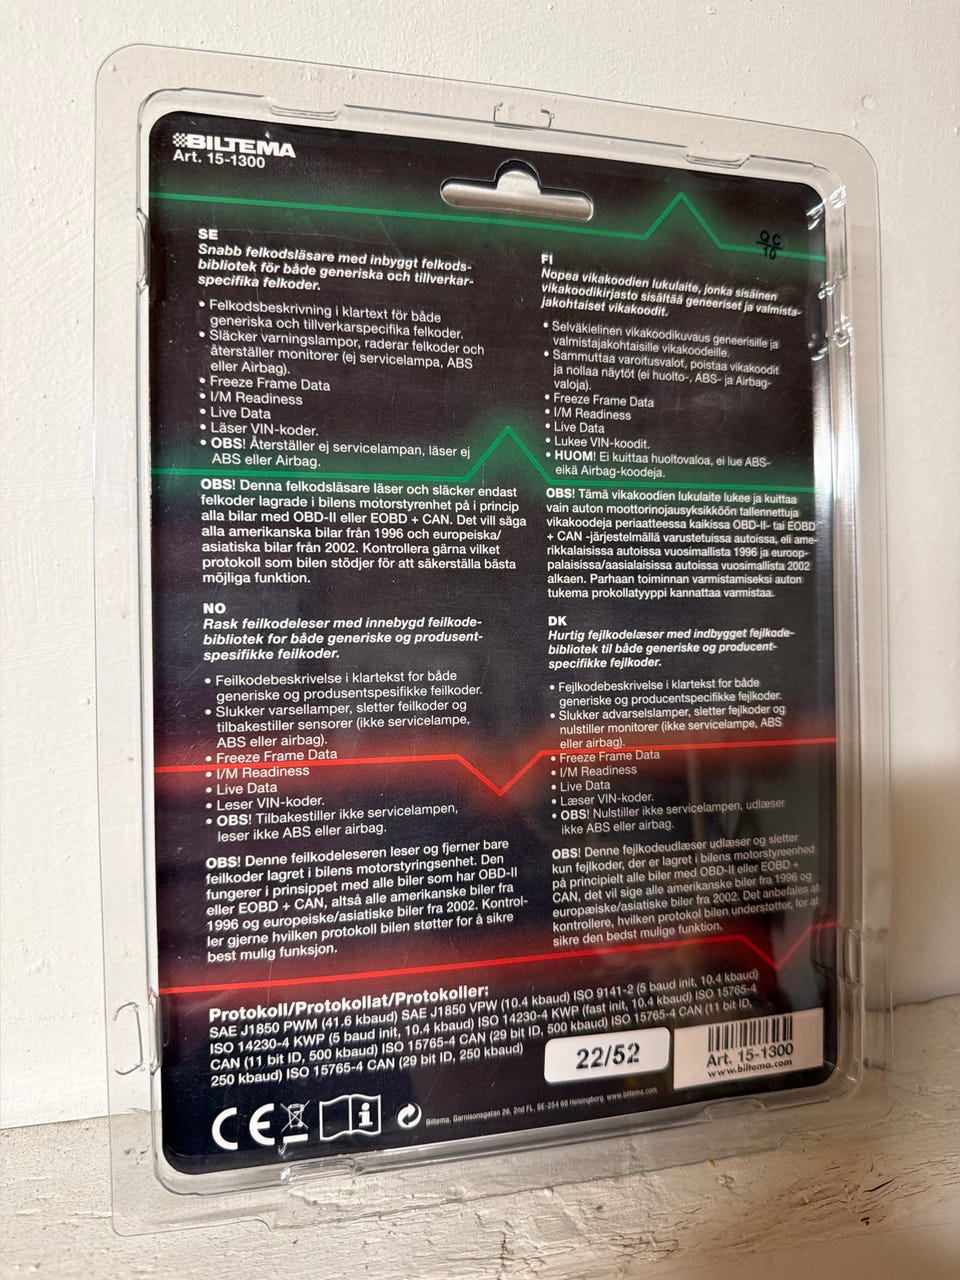 BILTEMA
Art. 15-1300
QC
10
SE
Snabb felkodsläsare med inbyggt felkods-
bibliotek för både generiska och tillverkar-
specifika felkoder.
• Felkodsbeskrivning i klartext för både
generiska och tillverkarspecifika felkoder.
• Släcker varningslampor, raderar felkoder och
återställer monitorer (ej servicelampa, ABS
eller Airbag).
• Freeze Frame Data
• I/M Readiness
• Live Data
• Läser VIN-koder.
• OBS! Återställer ej servicelampan, läser ej
ABS eller Airbag.
OBS! Denna felkodsläsare läser och släcker endast
felkoder lagrade i bilens motorstyrenhet på i princip
alla bilar med OBD-II eller EOBD + CAN. Det vill säga
alla amerikanska bilar från 1996 och europeiska/
asiatiska bilar från 2002. Kontrollera gärna vilket
protokoll som bilen stödjer för att säkerställa bästa
möjliga funktion.
FI
Nopea vikakoodien lukulaite, jonka sisäinen
vikakoodikirjasto sisältää geneeriset ja valmista-
jakohtaiset vikakoodit.
• Selväkielinen vikakoodikuvaus geneerisille ja
valmistajakohtaisille vikakoodeille.
• Sammuttaa varoitusvalot, poistaa vikakoodit
ja nollaa näytöt (ei huolto-, ABS- ja Airbag-
valoja).
• Freeze Frame Data
• I/M Readiness
• Live Data
• Lukee VIN-koodit.
• HUOM! Ei kuittaa huoltovaloa, ei lue ABS-
eikä Airbag-koodeja.
OBS! Tämä vikakoodien lukulaite lukee ja kuittaa
vain auton moottorinojausyksikköön tallennettuja
vikakoodeja periaatteessa kaikissa OBD-II- tai EOBD
+ CAN -järjestelmällä varustetuissa autoissa, eli ame-
rikkalaisissa autoissa vuosimallista 1996 ja euroop-
palaisissa/aasialaisissa autoissa vuosimallista 2002
alkaen. Parhaan toiminnan varmistamiseksi auton
tukema prokollatyyppi kannattaa varmistaa.
NO
Rask feilkodeleser med innebygd feilkode-
bibliotek for både generiske og produsent-
spesifikke feilkoder.
• Feilkodebeskrivelse i klartekst for både
generiske og produsentspesifikke feilkoder.
• Slukker varsellamper, sletter feilkoder og
tilbakestiller sensorer (ikke servicelampe,
ABS eller airbag).
• Freeze Frame Data
• I/M Readiness
• Live Data
• Leser VIN-koder.
• OBS! Tilbakestiller ikke servicelampen,
leser ikke ABS eller airbag.
OBS! Denne feilkodeleseren leser og fjerner bare
feilkoder lagret i bilens motorstyringsenhet. Den
fungerer i prinsippet med alle biler som har OBD-II
eller EOBD + CAN, altså alle amerikanske biler fra
1996 og europeiske/asiatiske biler fra 2002. Kontrol-
ler gjerne hvilken protokoll bilen støtter for å sikre
best mulig funksjon.
DK
Hurtig fejlkodelæser med indbygget fejlkode-
bibliotek til både generiske og producent-
specifikke fejlkoder.
• Fejlkodebeskrivelse i klartekst for både
generiske og producentspecifikke fejlkoder.
• Slukker advarselslamper, sletter fejlkoder og
nulstiller monitorer (ikke servicelampe, ABS
eller airbag).
• Freeze Frame Data
• I/M Readiness
• Live Data
• Læser VIN-koder.
• OBS! Nulstiller ikke servicelampen, udlæser
ikke ABS eller airbag.
OBS! Denne fejlkodeudlæser udlæser og sletter
kun fejlkoder, der er lagret i bilens motorstyreenhed
på principielt alle biler med OBD-II eller EOBD +
CAN, det vil sige alle amerikanske biler fra 1996 og
europæiske/asiatiske biler fra 2002. Det anbefales at
kontrollere, hvilken protokol bilen understøtter, for at
sikre den bedst mulige funktion.
Protokoll/Protokollat/Protokoller:
SAE J1850 PWM (41.6 kbaud) SAE J1850 VPW (10.4 kbaud) ISO 9141-2 (5 baud init, 10.4 kbaud)
ISO 14230-4 KWP (5 baud init, 10.4 kbaud) ISO 14230-4 KWP (fast init, 10.4 kbaud) ISO 15765-4
CAN (11 bit ID, 500 kbaud) ISO 15765-4 CAN (29 bit ID, 500 kbaud) ISO 15765-4 CAN (11 bit ID,
250 kbaud) ISO 15765-4 CAN (29 bit ID, 250 kbaud)
22/52
Art. 15-1300
www.biltema.com
CE
i
Biltema, Garnisonsgatan 26, 2nd FL, SE-254 66 Helsingborg. www.biltema.com